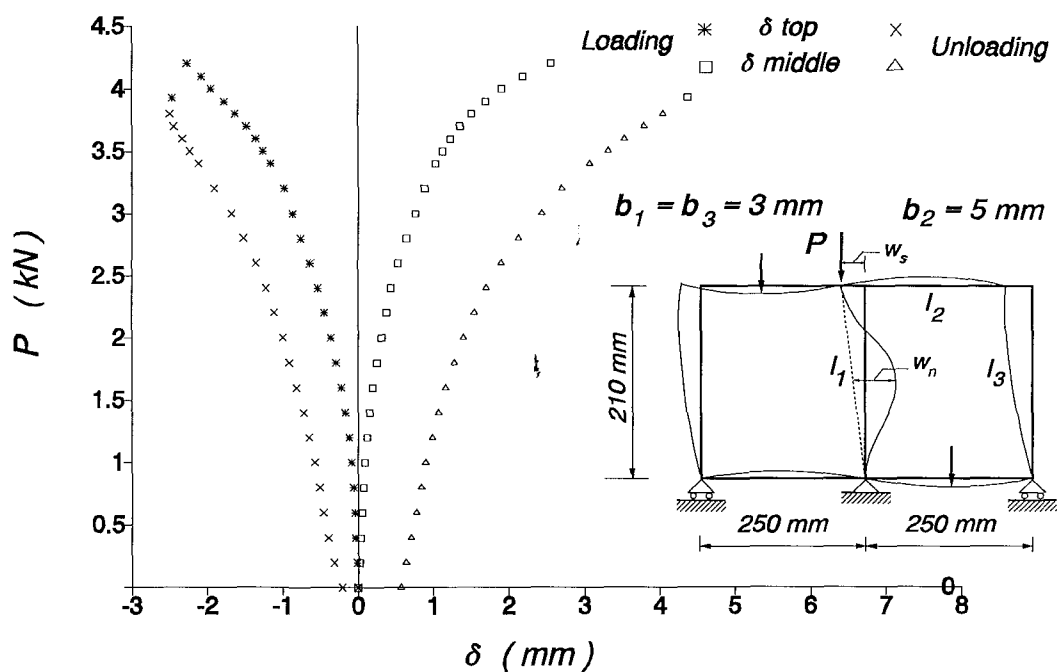 4.5
4
3.5
3
2.5
2
1.5
1
0.5
P (kN)
Loading
δ top
δ middle
Unloading
b1 = b3 = 3 mm
b2 = 5 mm
P
ws
l2
l1
wn
l3
210 mm
250 mm
250 mm
-3
-2
-1
0
1
2
3
4
5
6
7
8
0
δ (mm)